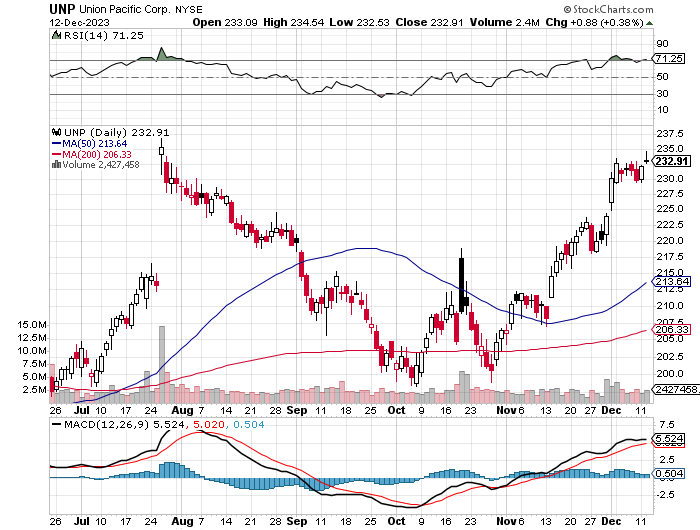 UNP Union Pacific Corp. NYSE
© StockCharts.com
12-Dec-2023
Open 233.09 High 234.54 Low 232.53 Close 232.91 Volume 2.4M Chg +0.88 (+0.38%)
RSI(14) 71.25
90
71.25
50
30
10
UNP (Daily) 232.91
MA(50) 213.64
MA(200) 206.33
Volume 2,427,458
237.5
235.0
232.91
230.0
227.5
225.0
222.5
220.0
217.5
215.0
213.64
210.0
206.33
205.0
202.5
200.0
2427458
15.0M
12.5M
10.0M
7.5M
5.0M
2.5M
26 Jul 10 17 24 Aug 7 14 21 28 Sep 11 18 25 Oct 9 16 23 Nov 6 13 20 27 Dec 11
MACD(12,26,9) 5.524, 5.020, 0.504
7.5
5.524
2.5
0.504
-2.5
-5.0
26 Jul 10 17 24 Aug 7 14 21 28 Sep 11 18 25 Oct 9 16 23 Nov 6 13 20 27 Dec 11